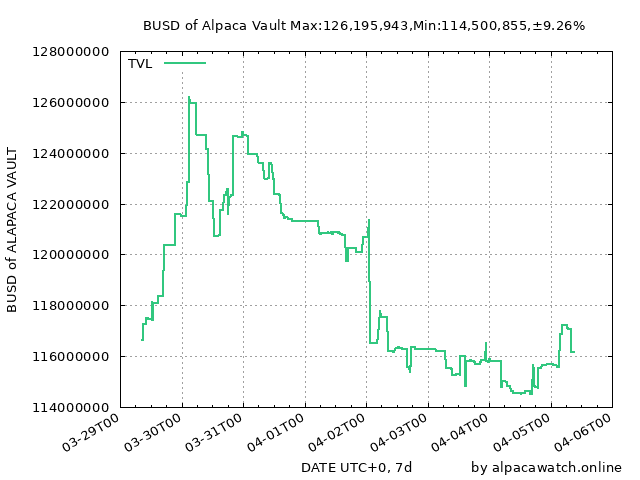 BUSD of Alpaca Vault Max:126,195,943,Min:114,500,855,±9.26%
TVL
128000000
126000000
124000000
122000000
120000000
118000000
116000000
114000000
BUSD of ALAPACA VAULT
03-29T00
03-30T00
03-31T00
04-01T00
04-02T00
04-03T00
04-04T00
04-05T00
04-06T00
DATE UTC+0, 7d
by alpacawatch.online